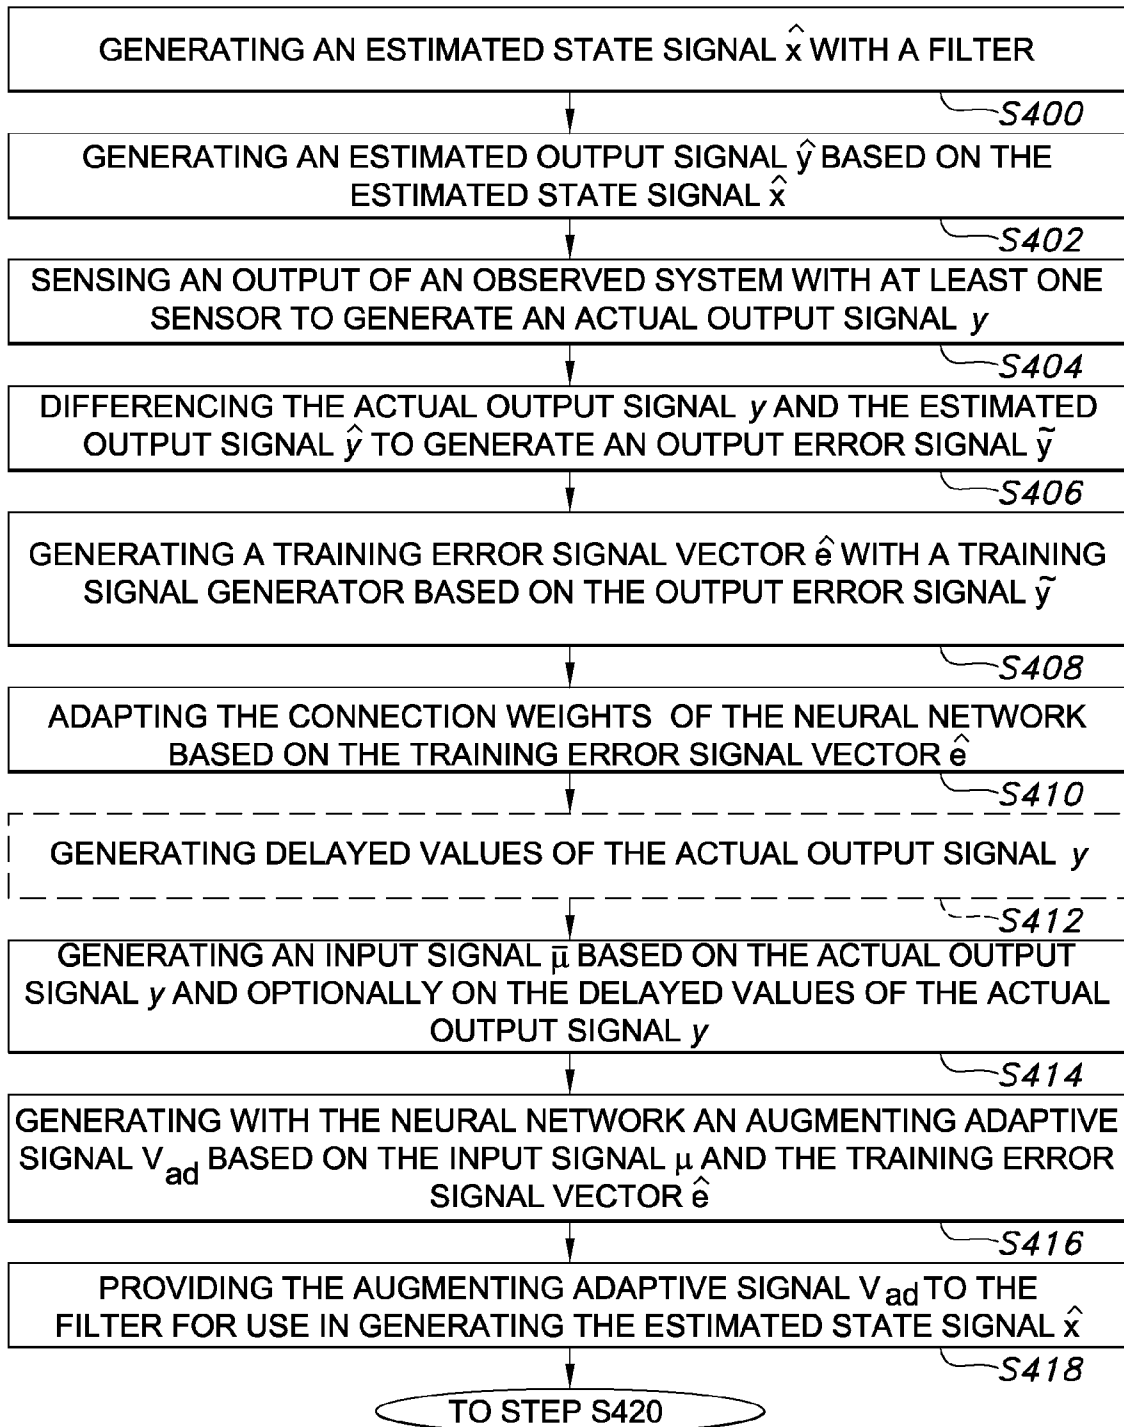 GENERATING AN ESTIMATED STATE SIGNAL x̂ WITH A FILTER
S400
GENERATING AN ESTIMATED OUTPUT SIGNAL ŷ BASED ON THE
ESTIMATED STATE SIGNAL x̂
S402
SENSING AN OUTPUT OF AN OBSERVED SYSTEM WITH AT LEAST ONE
SENSOR TO GENERATE AN ACTUAL OUTPUT SIGNAL y
S404
DIFFERENCING THE ACTUAL OUTPUT SIGNAL y AND THE ESTIMATED
OUTPUT SIGNAL ŷ TO GENERATE AN OUTPUT ERROR SIGNAL ỹ
S406
GENERATING A TRAINING ERROR SIGNAL VECTOR ê WITH A TRAINING
SIGNAL GENERATOR BASED ON THE OUTPUT ERROR SIGNAL ỹ
S408
ADAPTING THE CONNECTION WEIGHTS OF THE NEURAL NETWORK
BASED ON THE TRAINING ERROR SIGNAL VECTOR ê
S410
GENERATING DELAYED VALUES OF THE ACTUAL OUTPUT SIGNAL y
S412
GENERATING AN INPUT SIGNAL μ̅ BASED ON THE ACTUAL OUTPUT
SIGNAL y AND OPTIONALLY ON THE DELAYED VALUES OF THE ACTUAL
OUTPUT SIGNAL y
S414
GENERATING WITH THE NEURAL NETWORK AN AUGMENTING ADAPTIVE
SIGNAL V_ad BASED ON THE INPUT SIGNAL μ AND THE TRAINING ERROR
SIGNAL VECTOR ê
S416
PROVIDING THE AUGMENTING ADAPTIVE SIGNAL V_ad TO THE
FILTER FOR USE IN GENERATING THE ESTIMATED STATE SIGNAL x̂
S418
TO STEP S420